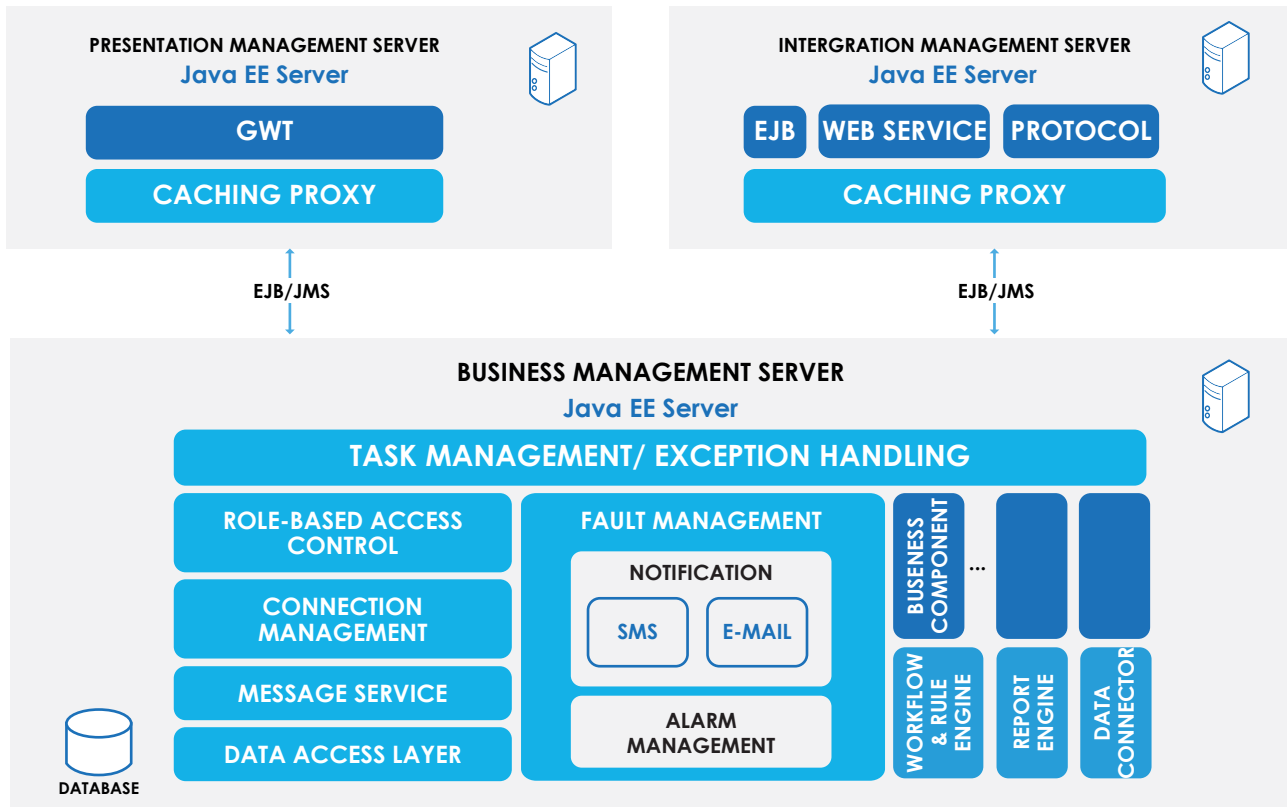 PRESENTATION MANAGEMENT SERVER
Java EE Server
GWT
CACHING PROXY
INTERGRATION MANAGEMENT SERVER
Java EE Server
EJB
WEB SERVICE
PROTOCOL
CACHING PROXY
EJB/JMS
EJB/JMS
BUSINESS MANAGEMENT SERVER
Java EE Server
TASK MANAGEMENT/ EXCEPTION HANDLING
ROLE-BASED ACCESS
CONTROL
CONNECTION
MANAGEMENT
MESSAGE SERVICE
DATA ACCESS LAYER
FAULT MANAGEMENT
NOTIFICATION
SMS
E-MAIL
ALARM
MANAGEMENT
BUSENESS
COMPONENT
...
WORKFLOW
& RULE
ENGINE
REPORT
ENGINE
DATA
CONNECTOR
DATABASE